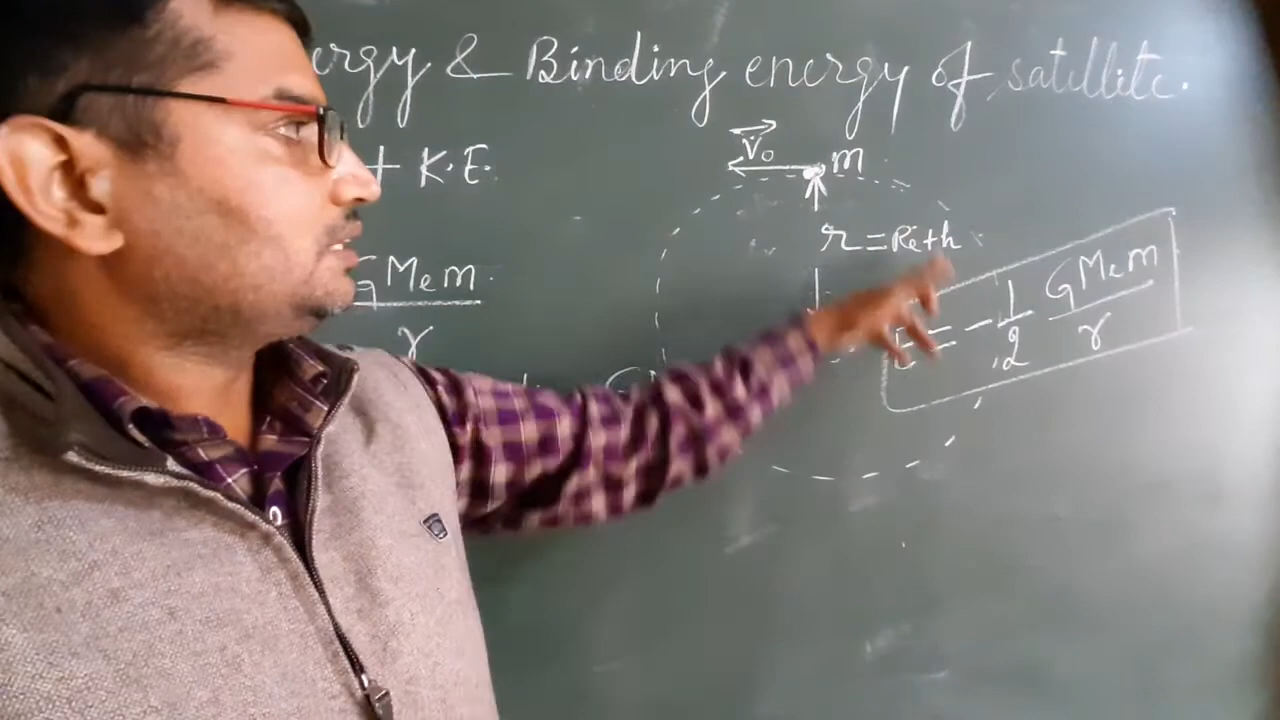 ergy & Binding energy of satellite.
+ K.E.
V₀ m
r = Re+h
GMem / r
E = - 1/2 GMem / r